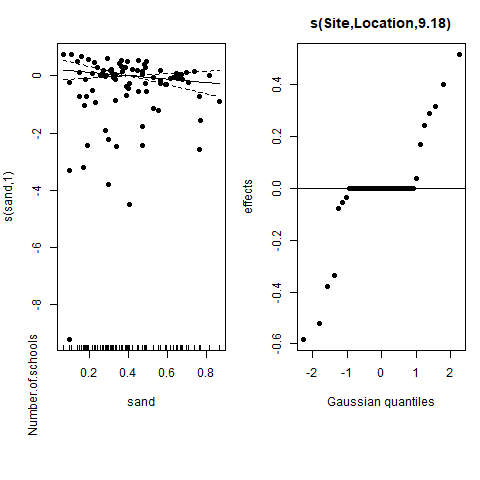 s(Site,Location,9.18)
s(sand,1)
0
-2
-4
-6
-8
0.2 0.4 0.6 0.8
sand
Number.of.schools
effects
0.4
0.2
0.0
-0.2
-0.4
-0.6
-2 -1 0 1 2
Gaussian quantiles